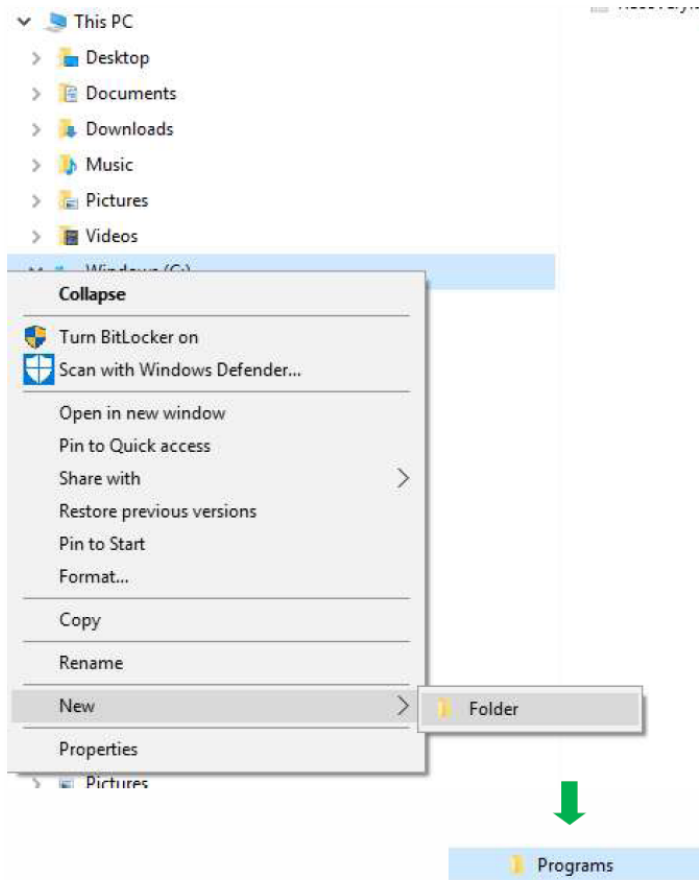 This PC
Desktop
Documents
Downloads
Music
Pictures
Videos
Windows (C:)
Collapse
Turn BitLocker on
Scan with Windows Defender...
Open in new window
Pin to Quick access
Share with
Restore previous versions
Pin to Start
Format...
Copy
Rename
New
Folder
Properties
Pictures
Programs